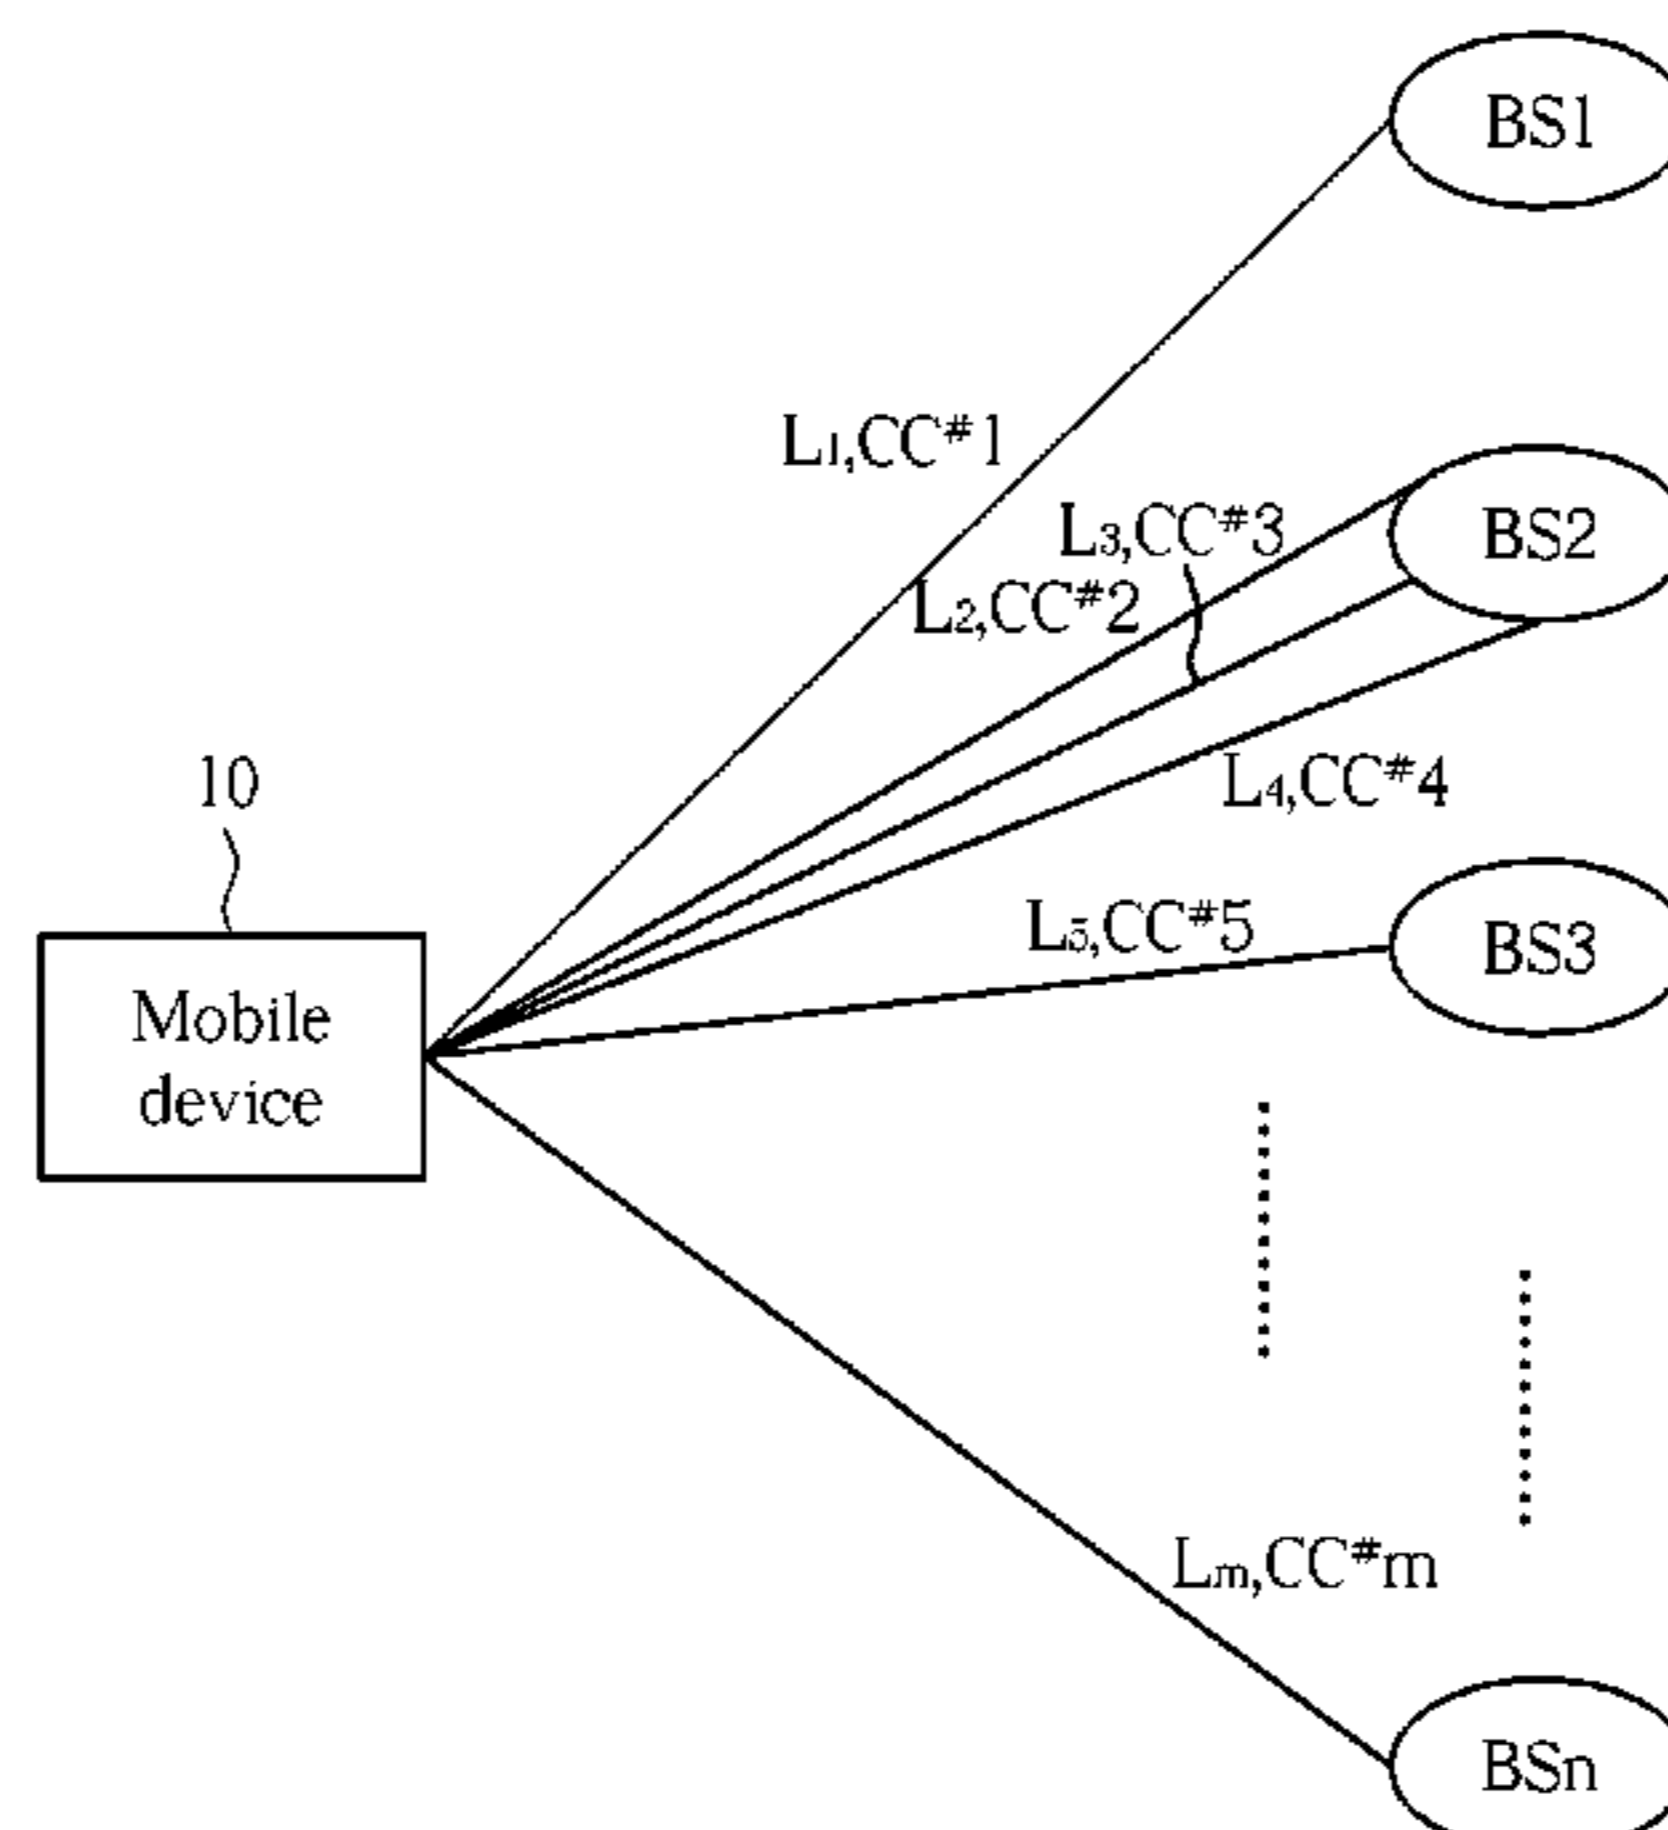 BS1
L1,CC#1
L3,CC#3
BS2
L2,CC#2
L4,CC#4
10
L5,CC#5
BS3
Mobile
device
Lm,CC#m
BSn